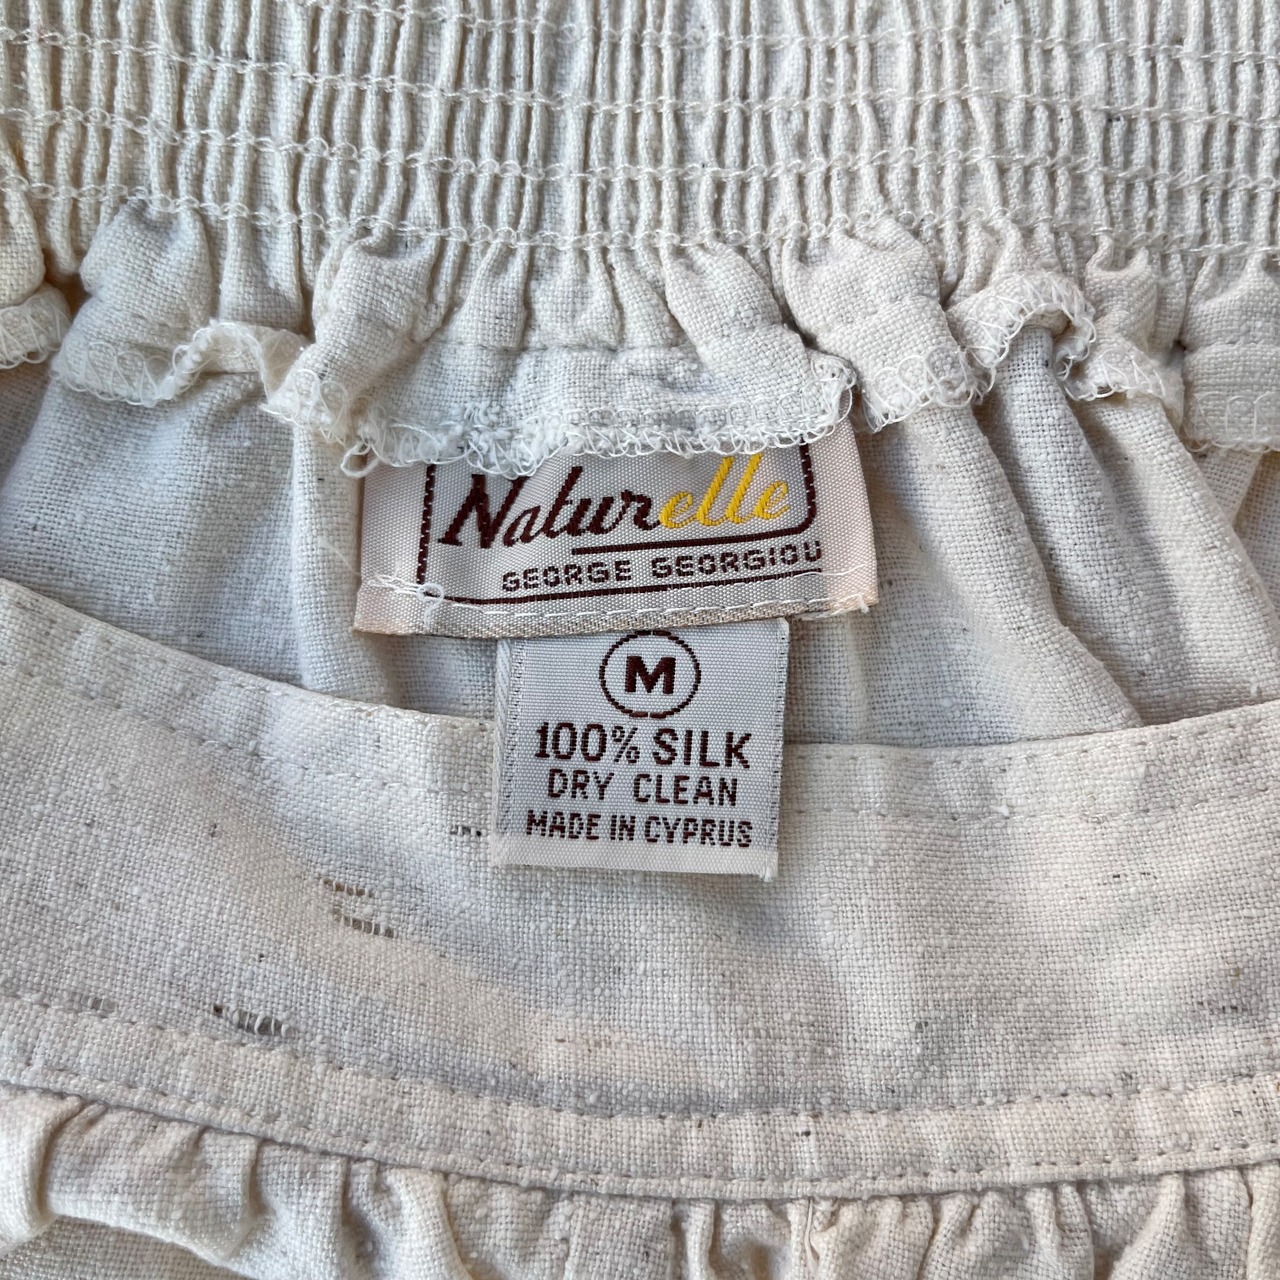 Naturelle
GEORGE GEORGIOU
M
100% SILK
DRY CLEAN
MADE IN CYPRUS